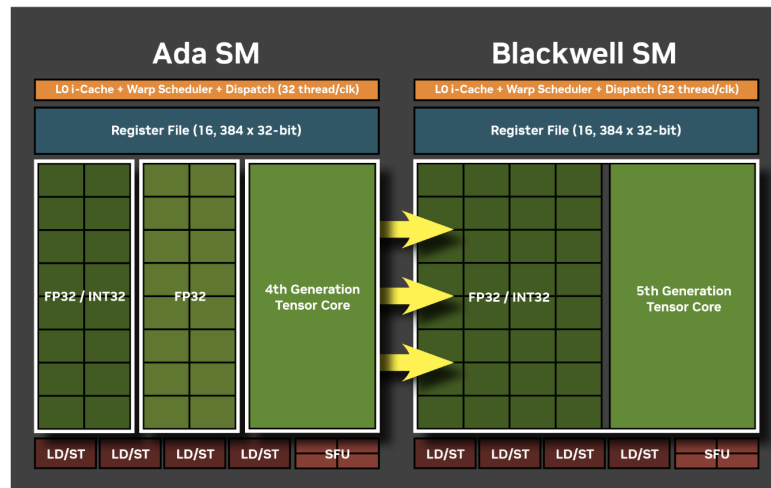 Ada SM
L0 i-Cache + Warp Scheduler + Dispatch (32 thread/clk)
Register File (16, 384 x 32-bit)
FP32 / INT32
FP32
4th Generation
Tensor Core
LD/ST
LD/ST
LD/ST
LD/ST
SFU
Blackwell SM
L0 i-Cache + Warp Scheduler + Dispatch (32 thread/clk)
Register File (16, 384 x 32-bit)
FP32 / INT32
5th Generation
Tensor Core
LD/ST
LD/ST
LD/ST
LD/ST
SFU